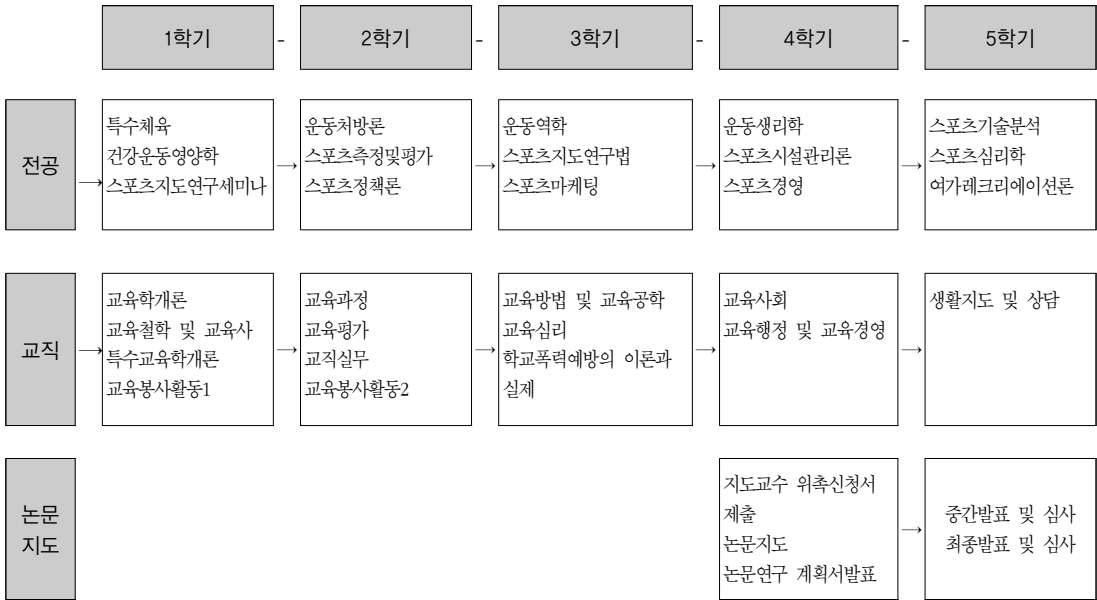 1학기 - 2학기 - 3학기 - 4학기 - 5학기
전공
→
특수체육
건강운동영양학
스포츠지도연구세미나
→
운동처방론
스포츠측정및평가
스포츠정책론
→
운동역학
스포츠지도연구법
스포츠마케팅
→
운동생리학
스포츠시설관리론
스포츠경영
→
스포츠기술분석
스포츠심리학
여가레크리에이션론
교직
→
교육학개론
교육철학 및 교육사
특수교육학개론
교육봉사활동1
→
교육과정
교육평가
교직실무
교육봉사활동2
→
교육방법 및 교육공학
교육심리
학교폭력예방의 이론과
실제
→
교육사회
교육행정 및 교육경영
→
생활지도 및 상담
논문
지도
지도교수 위촉신청서
제출
논문지도
논문연구 계획서발표
→
중간발표 및 심사
최종발표 및 심사